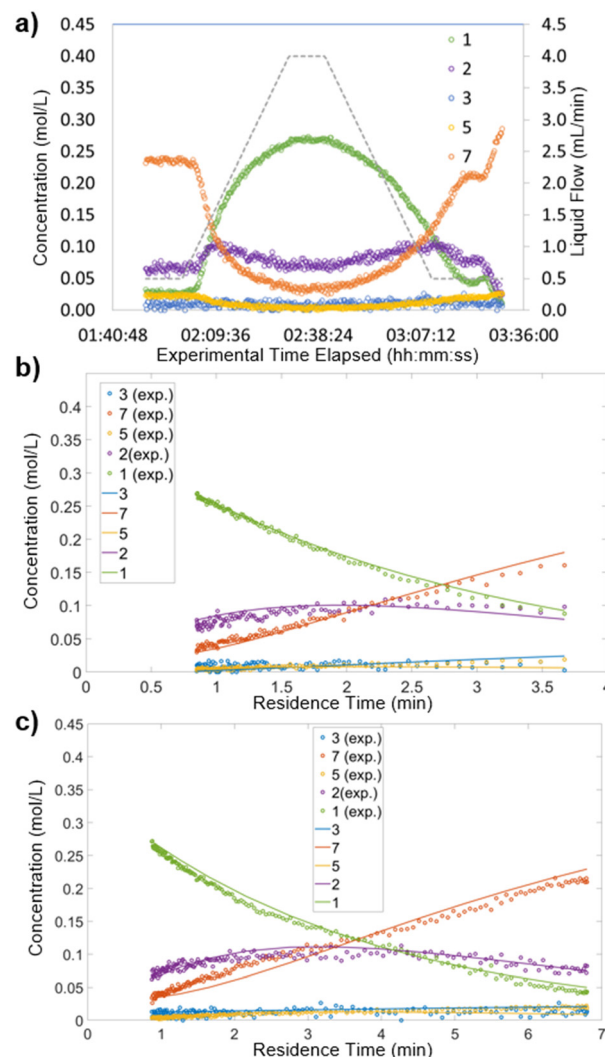 a)
0.45
0.40
0.35
0.30
0.25
0.20
0.15
0.10
0.05
0.00
Concentration (mol/L)
1
2
3
5
7
4.5
4.0
3.5
3.0
2.5
2.0
1.5
1.0
0.5
0.0
Liquid Flow (mL/min)
01:40:48 02:09:36 02:38:24 03:07:12 03:36:00
Experimental Time Elapsed (hh:mm:ss)
b)
0.4
0.35
0.3
0.25
0.2
0.15
0.1
0.05
0
Concentration (mol/L)
3 (exp.)
7 (exp.)
5 (exp.)
2(exp.)
1 (exp.)
3
7
5
2
1
0 0.5 1 1.5 2 2.5 3 3.5 4
Residence Time (min)
c)
0.45
0.4
0.35
0.3
0.25
0.2
0.15
0.1
0.05
0
Concentration (mol/L)
3 (exp.)
7 (exp.)
5 (exp.)
2(exp.)
1 (exp.)
3
7
5
2
1
0 1 2 3 4 5 6 7
Residence Time (min)